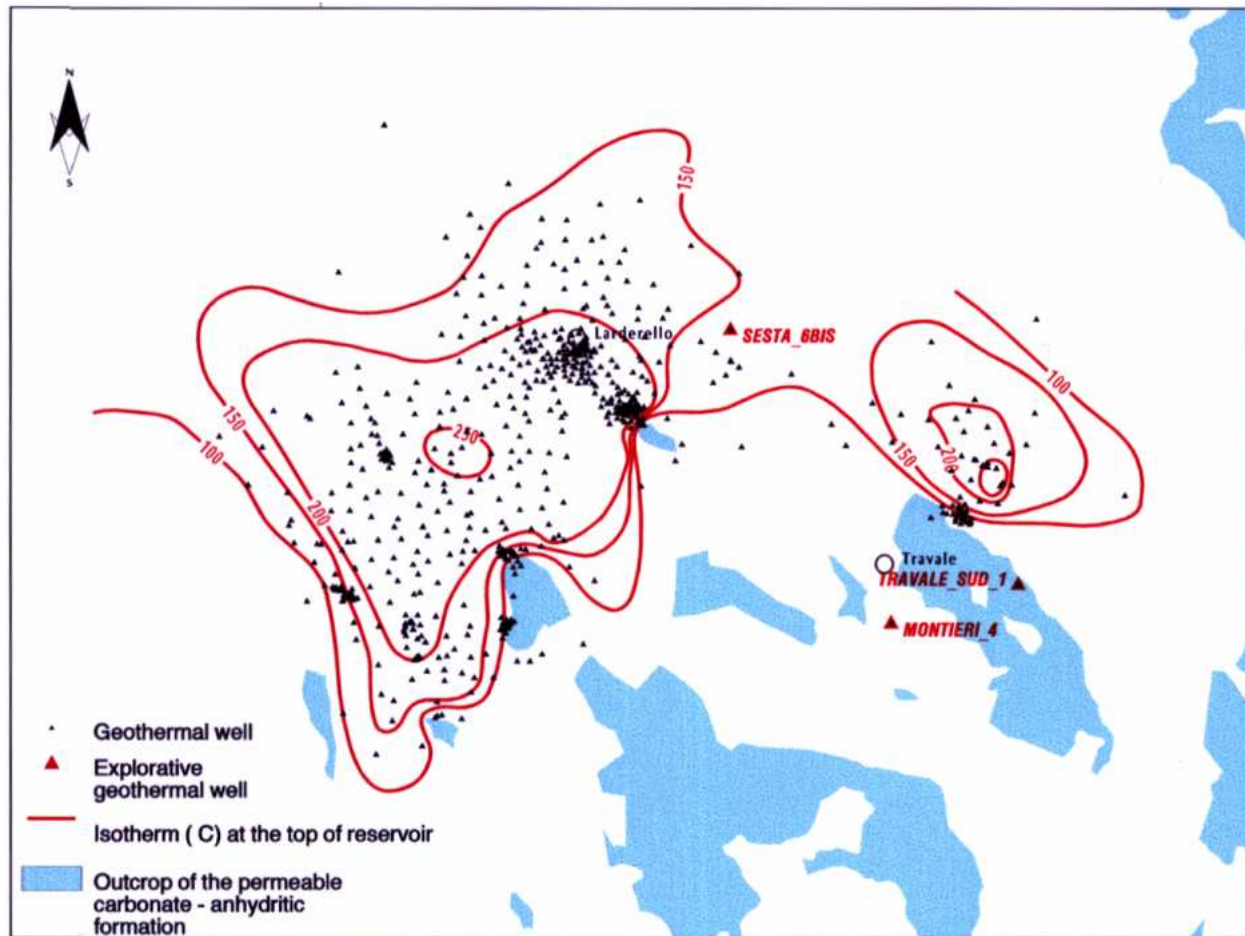 N
S
150
Larderello
SESTA_6BIS
100
250
150
100
200
150
200
Travale
TRAVALE_SUD_1
MONTIERI_4
Geothermal well
Explorative
geothermal well
Isotherm ( C) at the top of reservoir
Outcrop of the permeable
carbonate - anhydritic
formation